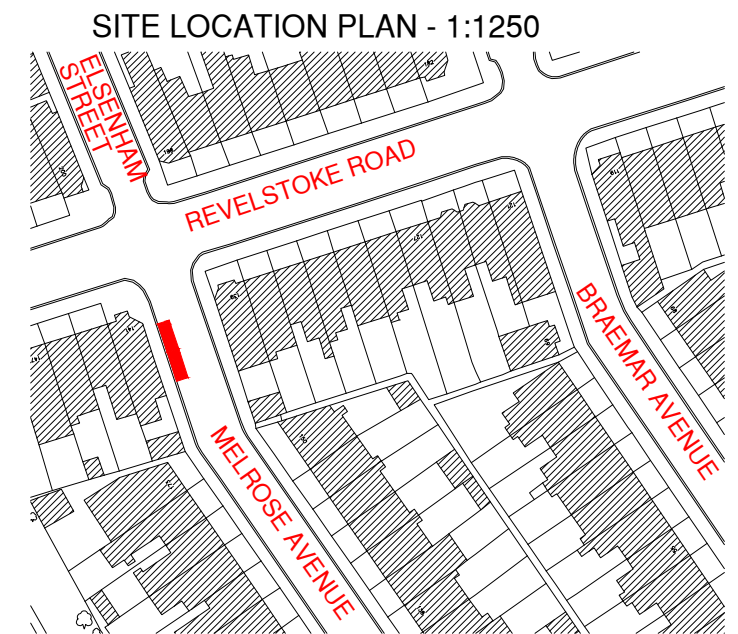 SITE LOCATION PLAN - 1:1250
ELSENHAM
STREET
REVELSTOKE ROAD
BRAEMAR AVENUE
MELROSE AVENUE